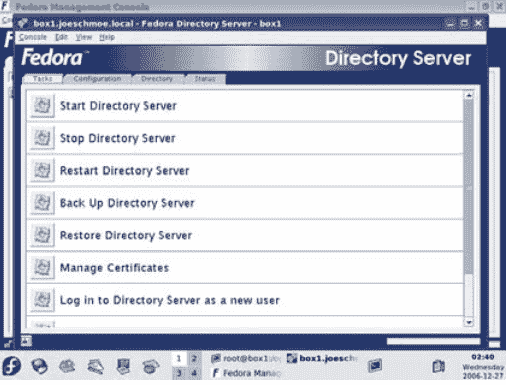 Fedora Management Console
box1.joeschmoe.local - Fedora Directory Server - box1
Console Edit View Help
Fedora™ Directory Server
Tasks Configuration Directory Status
Start Directory Server
Stop Directory Server
Restart Directory Server
Back Up Directory Server
Restore Directory Server
Manage Certificates
Log in to Directory Server as a new user
1 2 root@box1: box1.joesch 02:40
Wednesday
3 4 Fedora Manag 2006-12-27